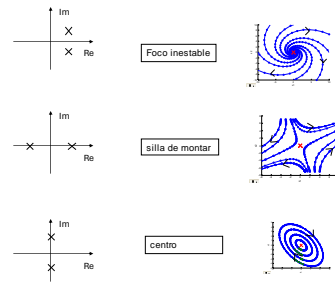 Im
Re
Foco inestable
Im
Re
silla de montar
Im
Re
centro